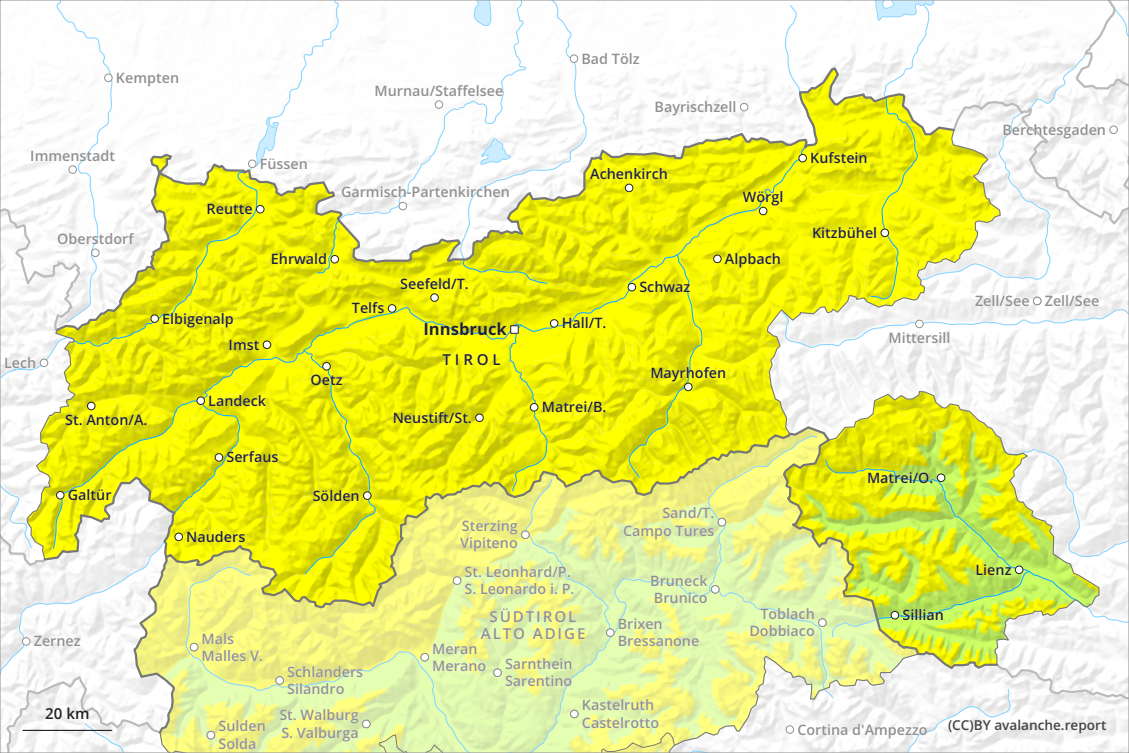 Kempten
Bad Tölz
Murnau/Staffelsee
Bayrischzell
Berchtesgaden
Immenstadt
Füssen
Kufstein
Achenkirch
Garmisch-Partenkirchen
Wörgl
Reutte
Kitzbühel
Oberstdorf
Ehrwald
Alpbach
Seefeld/T.
Schwaz
Zell/See
Zell/See
Telfs
Elbigenalp
Innsbruck
Hall/T.
Mittersill
Imst
TIROL
Lech
Oetz
Mayrhofen
Landeck
Matrei/B.
St. Anton/A.
Neustift/St.
Serfaus
Matrei/O.
Galtür
Sölden
Sand/T.
Campo Tures
Sterzing
Vipiteno
Nauders
St. Leonhard/P.
S. Leonardo i. P.
Lienz
Bruneck
Brunico
SÜDTIROL
ALTO ADIGE
Toblach
Dobbiaco
Sillian
Brixen
Bressanone
Zernez
Mals
Malles V.
Meran
Merano
Sarnthein
Sarentino
Schlanders
Silandro
Kastelruth
Castelrotto
20 km
St. Walburg
S. Valburga
Sulden
Solda
Cortina d'Ampezzo
(CC)BY avalanche.report